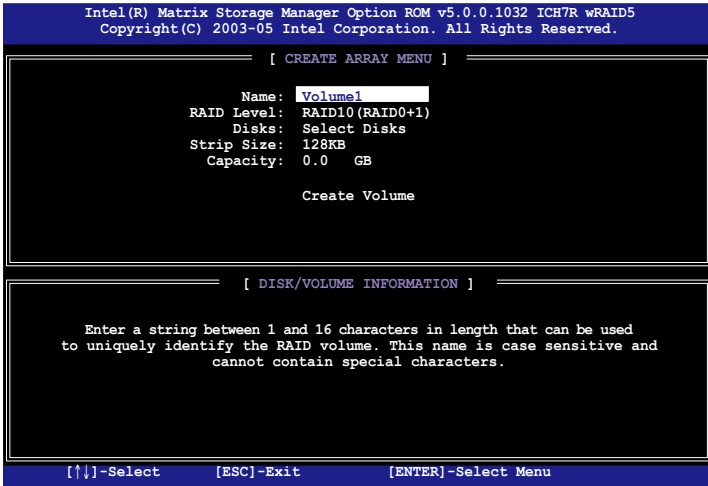 Intel(R) Matrix Storage Manager Option ROM v5.0.0.1032 ICH7R wRAID5
Copyright(C) 2003-05 Intel Corporation. All Rights Reserved.
[ CREATE ARRAY MENU ]
Name: Volume1
RAID Level: RAID10(RAID0+1)
Disks: Select Disks
Strip Size: 128KB
Capacity: 0.0 GB
Create Volume
[ DISK/VOLUME INFORMATION ]
Enter a string between 1 and 16 characters in length that can be used
to uniquely identify the RAID volume. This name is case sensitive and
cannot contain special characters.
[↑↓]-Select [ESC]-Exit [ENTER]-Select Menu